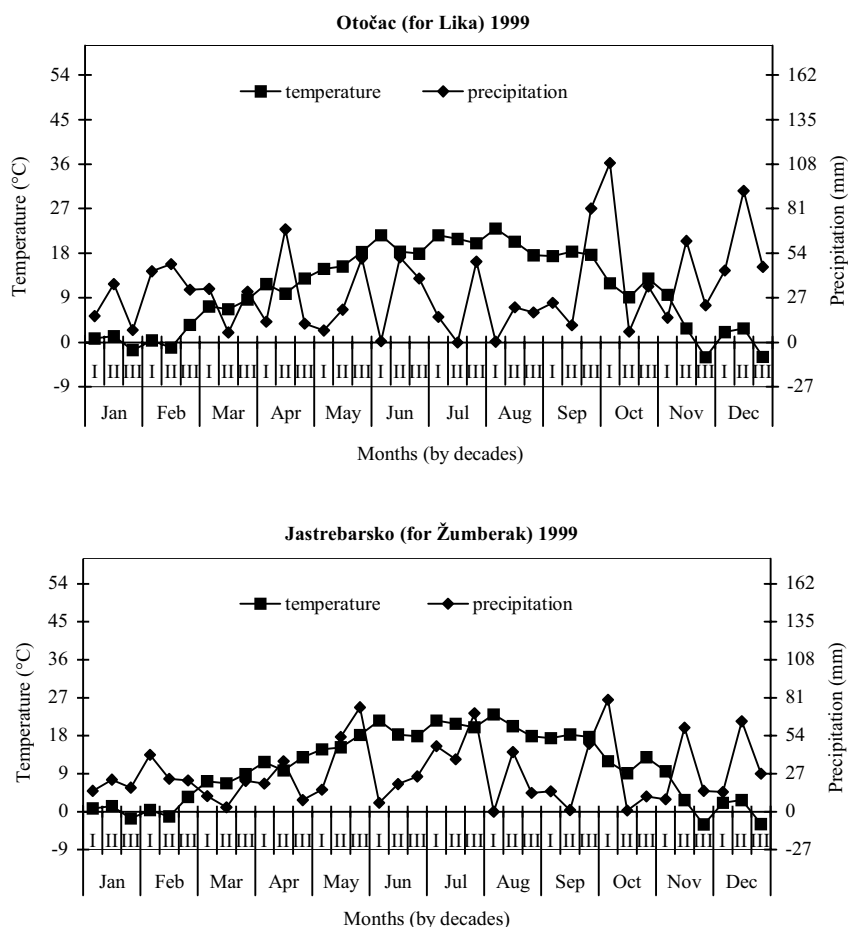 Otočac (for Lika) 1999
temperature
precipitation
Temperature (°C)
54
45
36
27
18
9
0
-9
Precipitation (mm)
162
135
108
81
54
27
0
-27
I II III I II III I II III I II III I II III I II III I II III I II III I II III I II III I II III I II III
Jan Feb Mar Apr May Jun Jul Aug Sep Oct Nov Dec
Months (by decades)
Jastrebarsko (for Žumberak) 1999
temperature
precipitation
Temperature (°C)
54
45
36
27
18
9
0
-9
Precipitation (mm)
162
135
108
81
54
27
0
-27
I II III I II III I II III I II III I II III I II III I II III I II III I II III I II III I II III I II III
Jan Feb Mar Apr May Jun Jul Aug Sep Oct Nov Dec
Months (by decades)